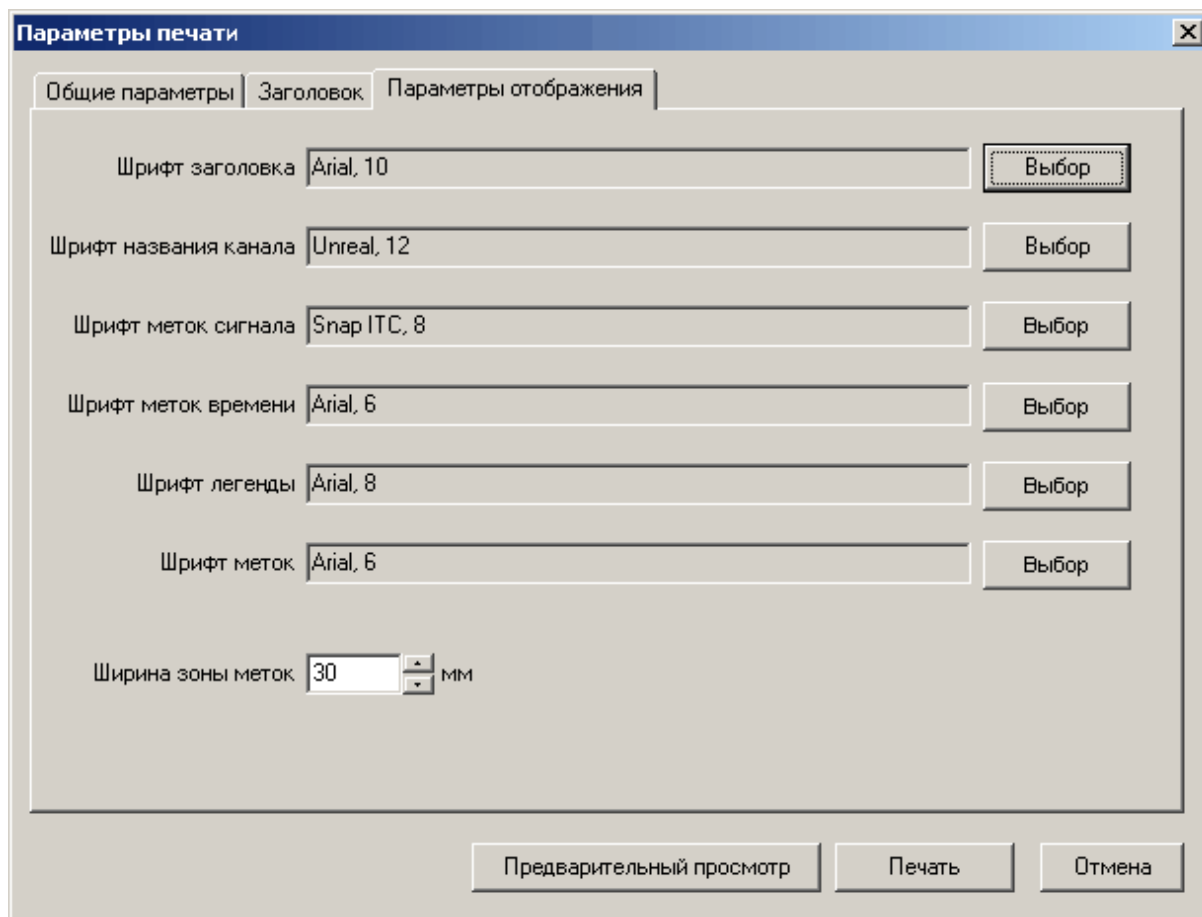 Параметры печати
Общие параметры Заголовок Параметры отображения
Шрифт заголовка Arial, 10 Выбор
Шрифт названия канала Unreal, 12 Выбор
Шрифт меток сигнала Snap ITC, 8 Выбор
Шрифт меток времени Arial, 6 Выбор
Шрифт легенды Arial, 8 Выбор
Шрифт меток Arial, 6 Выбор
Ширина зоны меток 30 мм
Предварительный просмотр Печать Отмена